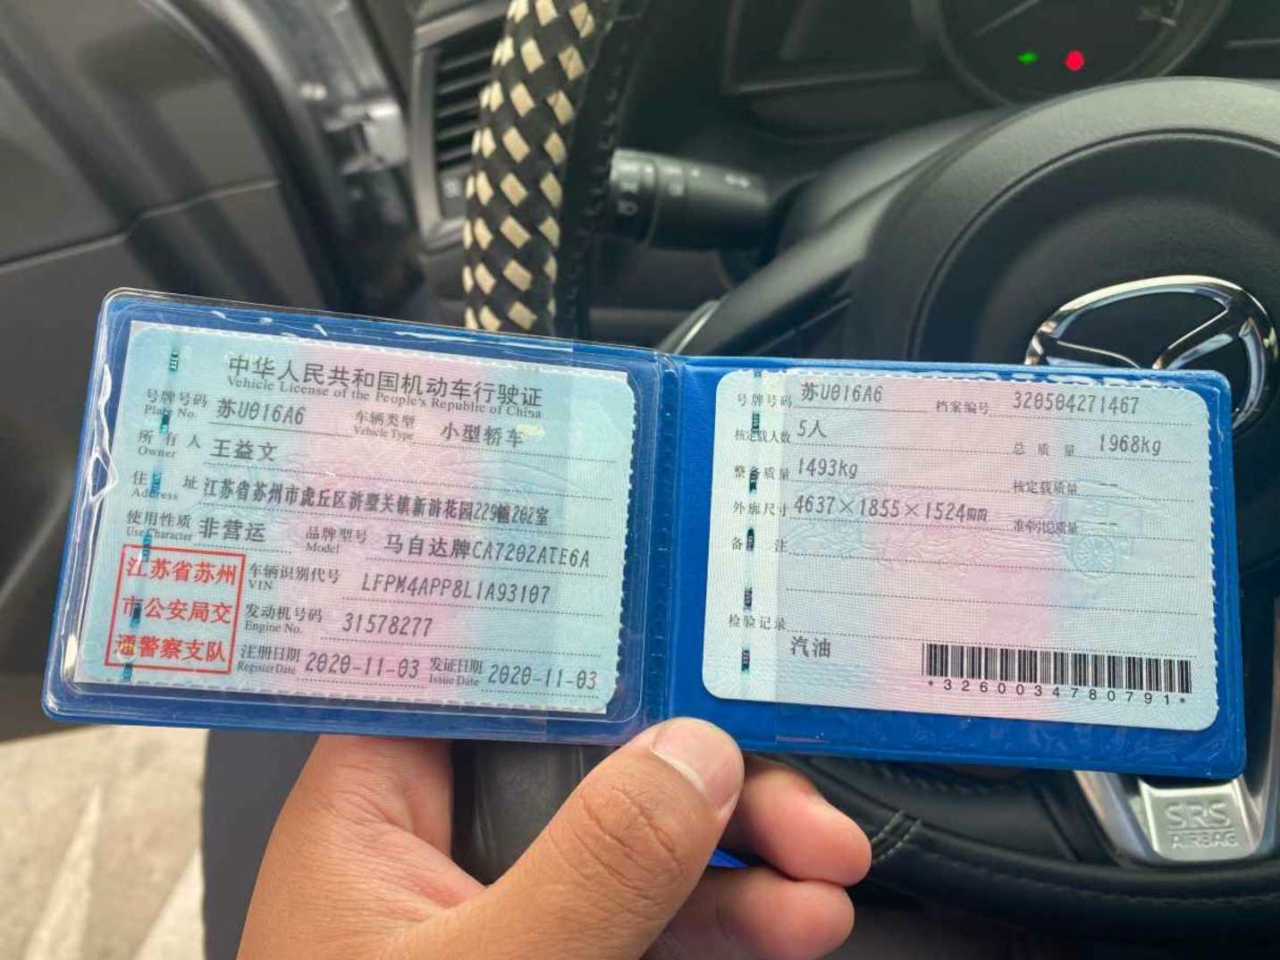 中华人民共和国机动车行驶证
Vehicle License of the People's Republic of China
号牌号码 苏U016A6 车辆类型 小型轿车
Plate No. Vehicle Type
所有人 王益文
Owner
住址 江苏省苏州市虎丘区浒墅关镇新浒花园229幢202室
Address
使用性质 非营运 品牌型号 马自达牌CA7202ATE6A
Use Character Model
江苏省苏州
市公安局交
通警察支队
车辆识别代号 LFPM4APP8L1A93107
VIN
发动机号码 31578277
Engine No.
注册日期 2020-11-03 发证日期 2020-11-03
Register Date Issue Date
号牌号码 苏U016A6 档案编号 320504271467
核定载人数 5人 总质量 1968kg
整备质量 1493kg 核定载质量 --
外廓尺寸 4637×1855×1524mm 准牵引总质量 --
备注
检验记录
汽油
*3260034780791*
SRS
AIRBAG